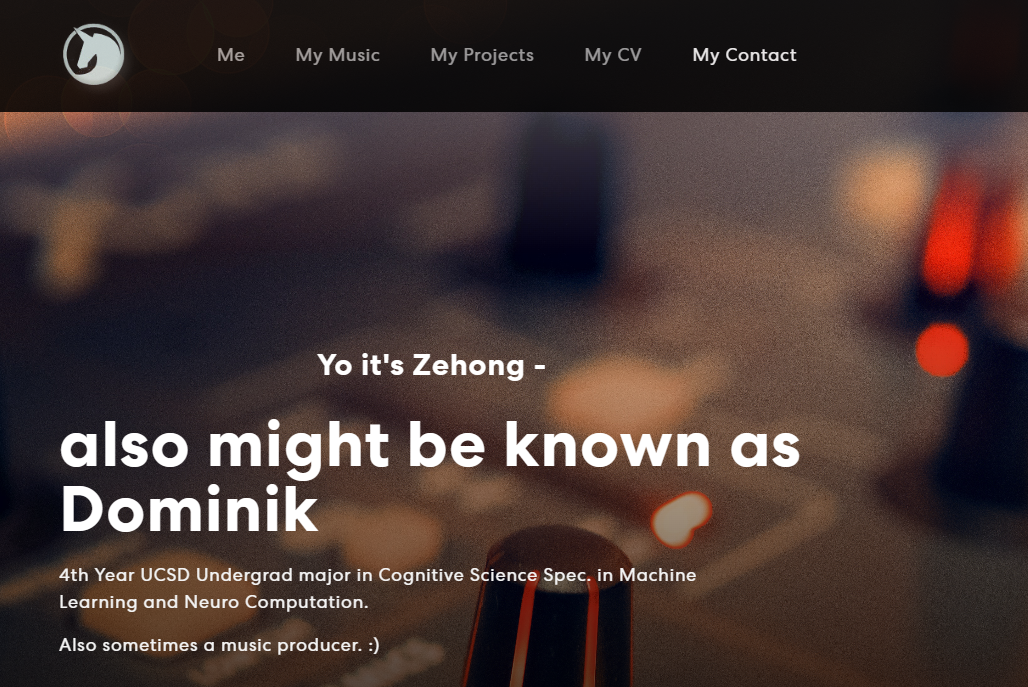 Me My Music My Projects My CV My Contact
Yo it's Zehong -
also might be known as
Dominik
4th Year UCSD Undergrad major in Cognitive Science Spec. in Machine
Learning and Neuro Computation.
Also sometimes a music producer. :)